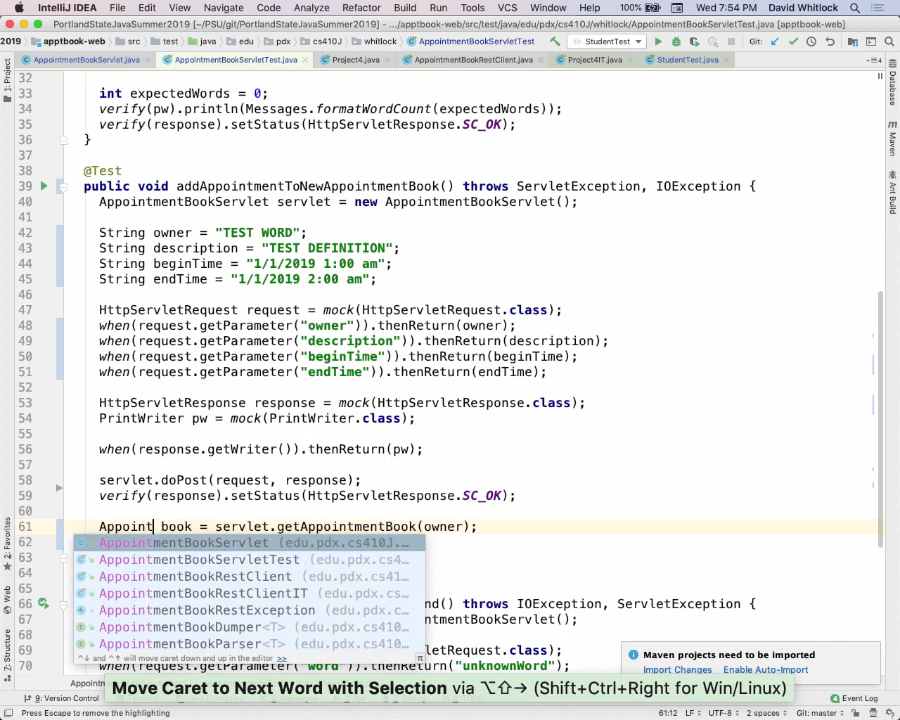 IntelliJ IDEA File Edit View Navigate Code Analyze Refactor Build Run Tools VCS Window Help 100% Wed 7:54 PM David Whitlock
PortlandStateJavaSummer2019 [~/PSU/git/PortlandStateJavaSummer2019] - .../apptbook-web/src/test/java/edu/pdx/cs410J/whitlock/AppointmentBookServletTest.java [apptbook-web]
2019 apptbook-web src test java edu pdx cs410J whitlock AppointmentBookServletTest StudentTest Git:
AppointmentBookServlet.java AppointmentBookServletTest.java Project4.java AppointmentBookRestClient.java Project4IT.java StudentTest.java
1: Project
Database
Maven
Ant Build
2: Favorites
Web
Z: Structure
32
33 int expectedWords = 0;
34 verify(pw).println(Messages.formatWordCount(expectedWords));
35 verify(response).setStatus(HttpServletResponse.SC_OK);
36 }
37
38 @Test
39 public void addAppointmentToNewAppointmentBook() throws ServletException, IOException {
40 AppointmentBookServlet servlet = new AppointmentBookServlet();
41
42 String owner = "TEST WORD";
43 String description = "TEST DEFINITION";
44 String beginTime = "1/1/2019 1:00 am";
45 String endTime = "1/1/2019 2:00 am";
46
47 HttpServletRequest request = mock(HttpServletRequest.class);
48 when(request.getParameter("owner")).thenReturn(owner);
49 when(request.getParameter("description")).thenReturn(description);
50 when(request.getParameter("beginTime")).thenReturn(beginTime);
51 when(request.getParameter("endTime")).thenReturn(endTime);
52
53 HttpServletResponse response = mock(HttpServletResponse.class);
54 PrintWriter pw = mock(PrintWriter.class);
55
56 when(response.getWriter()).thenReturn(pw);
57
58 servlet.doPost(request, response);
59 verify(response).setStatus(HttpServletResponse.SC_OK);
60
61 Appoint book = servlet.getAppointmentBook(owner);
62 AppointmentBookServlet (edu.pdx.cs410J....
63 AppointmentBookServletTest (edu.pdx.cs4...
64 AppointmentBookRestClient (edu.pdx.cs41...
65 AppointmentBookRestClientIT (edu.pdx.cs...
66 AppointmentBookRestException (edu.pdx.c... nd() throws IOException, ServletException {
67 AppointmentBookDumper<T> (edu.pdx.cs410... tmentBookServlet();
68 AppointmentBookParser<T> (edu.pdx.cs410...
69 ^↓ and ^↑ will move caret down and up in the editor >> letRequest.class);
70 when(request.getParameter("word")).thenReturn("unknownWord");
Maven projects need to be imported
Import Changes Enable Auto-Import
Move Caret to Next Word with Selection via ⌥⇧→ (Shift+Ctrl+Right for Win/Linux)
9: Version Control Event Log
Press Escape to remove the highlighting 61:12 LF UTF-8 2 spaces Git: master